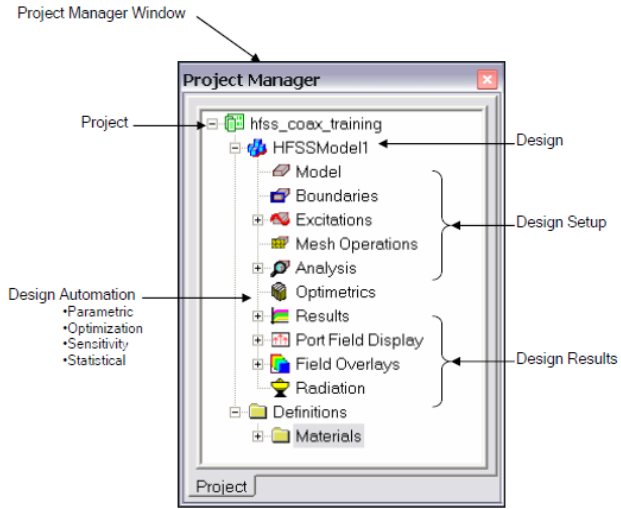 Project Manager Window
Project Manager
Project
hfss_coax_training
HFSSModel1
Design
Model
Boundaries
Excitations
Design Setup
Mesh Operations
Analysis
Design Automation
•Parametric
•Optimization
•Sensitivity
•Statistical
Optimetrics
Results
Port Field Display
Field Overlays
Design Results
Radiation
Definitions
Materials
Project